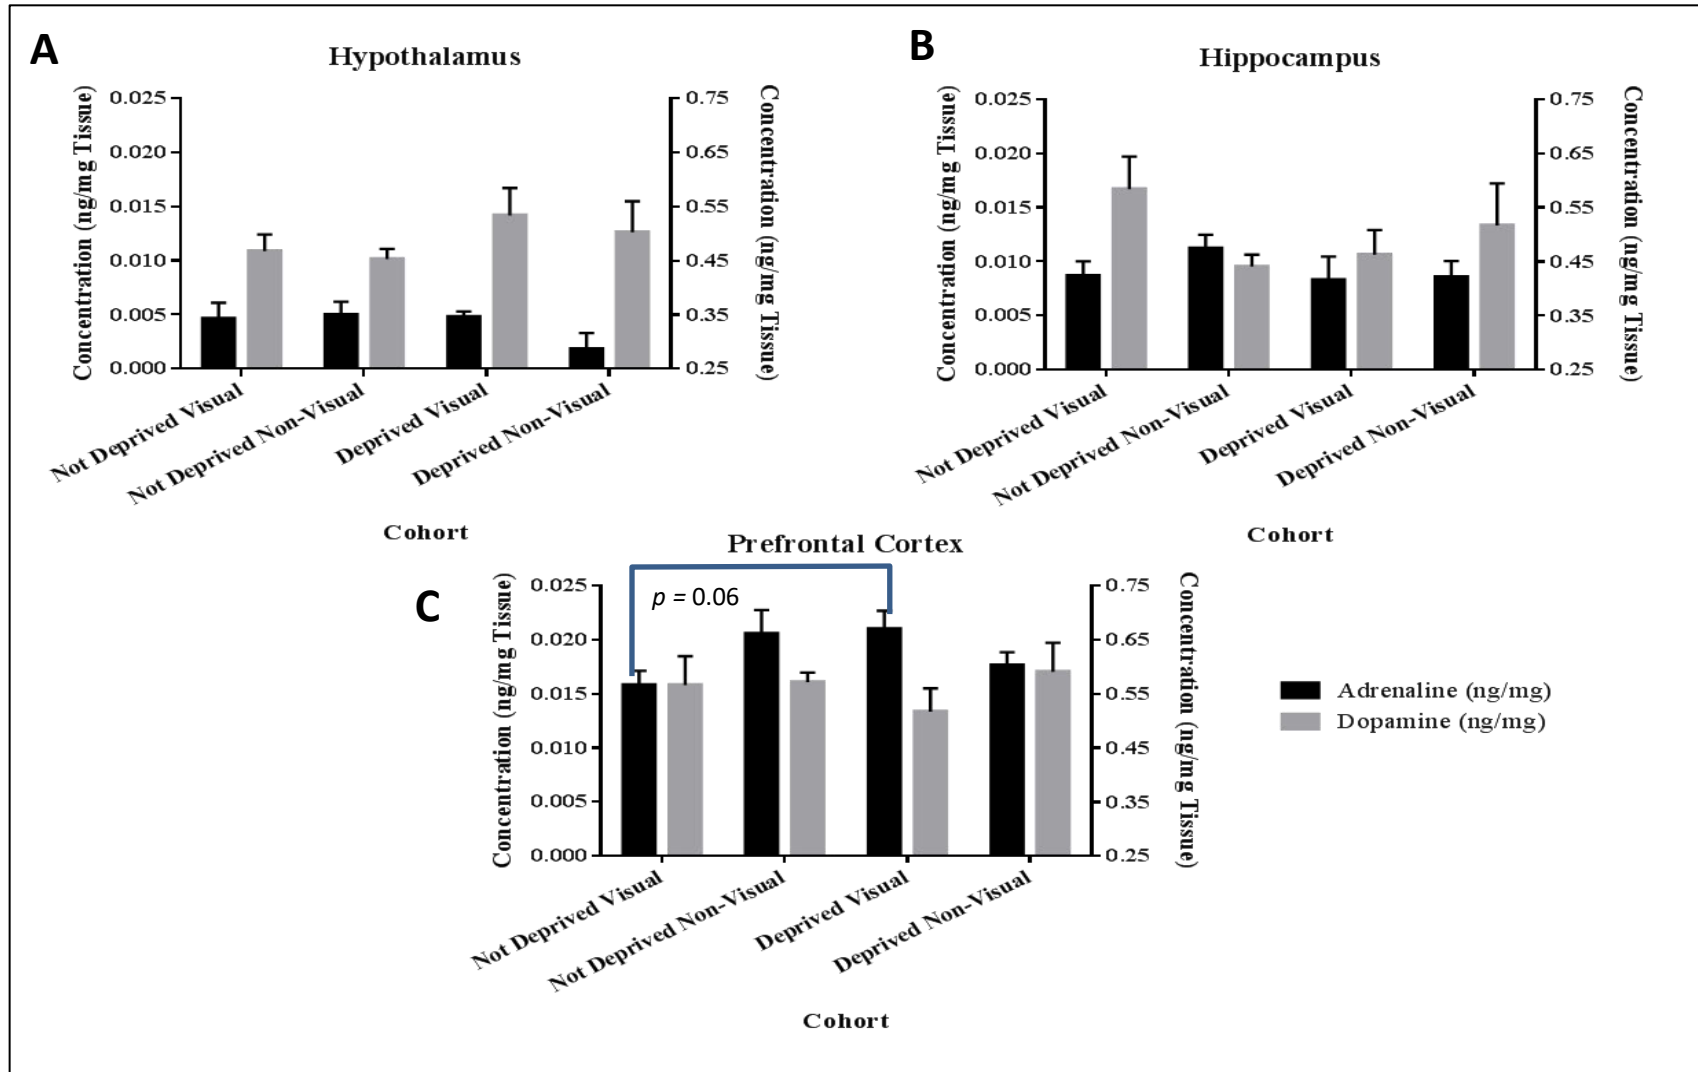 A
Hypothalamus
Concentration (ng/mg Tissue)
0.025
0.020
0.015
0.010
0.005
0.000
0.75
0.65
0.55
0.45
0.35
0.25
Concentration (ng/mg Tissue)
Not Deprived Visual
Not Deprived Non-Visual
Deprived Visual
Deprived Non-Visual
Cohort
B
Hippocampus
Concentration (ng/mg Tissue)
0.025
0.020
0.015
0.010
0.005
0.000
0.75
0.65
0.55
0.45
0.35
0.25
Concentration (ng/mg Tissue)
Not Deprived Visual
Not Deprived Non-Visual
Deprived Visual
Deprived Non-Visual
Cohort
C
Prefrontal Cortex
p = 0.06
Concentration (ng/mg Tissue)
0.025
0.020
0.015
0.010
0.005
0.000
0.75
0.65
0.55
0.45
0.35
0.25
Concentration (ng/mg Tissue)
Not Deprived Visual
Not Deprived Non-Visual
Deprived Visual
Deprived Non-Visual
Cohort
Adrenaline (ng/mg)
Dopamine (ng/mg)